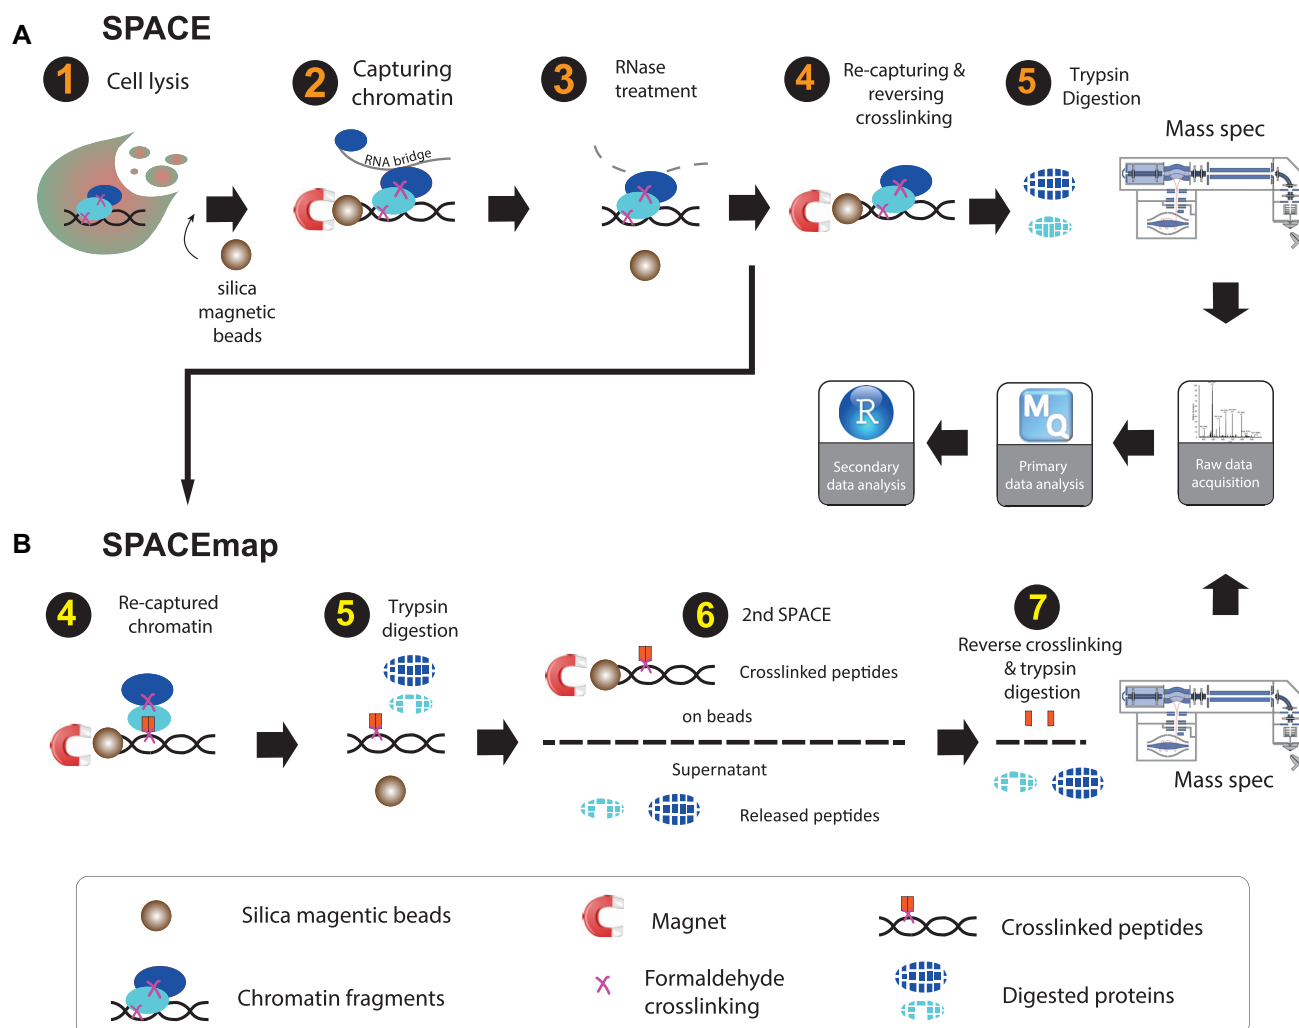 A
SPACE
1
Cell lysis
2
Capturing
chromatin
3
RNase
treatment
4
Re-capturing &
reversing
crosslinking
5
Trypsin
Digestion
Mass spec
RNA bridge
silica
magnetic
beads
R
Secondary
data analysis
M
Q
Primary
data analysis
Raw data
acquisition
B
SPACEmap
4
Re-captured
chromatin
5
Trypsin
digestion
6
2nd SPACE
Crosslinked peptides
on beads
Supernatant
Released peptides
7
Reverse crosslinking
& trypsin
digestion
Mass spec
Silica magentic beads
Magnet
Crosslinked peptides
Chromatin fragments
Formaldehyde
crosslinking
Digested proteins